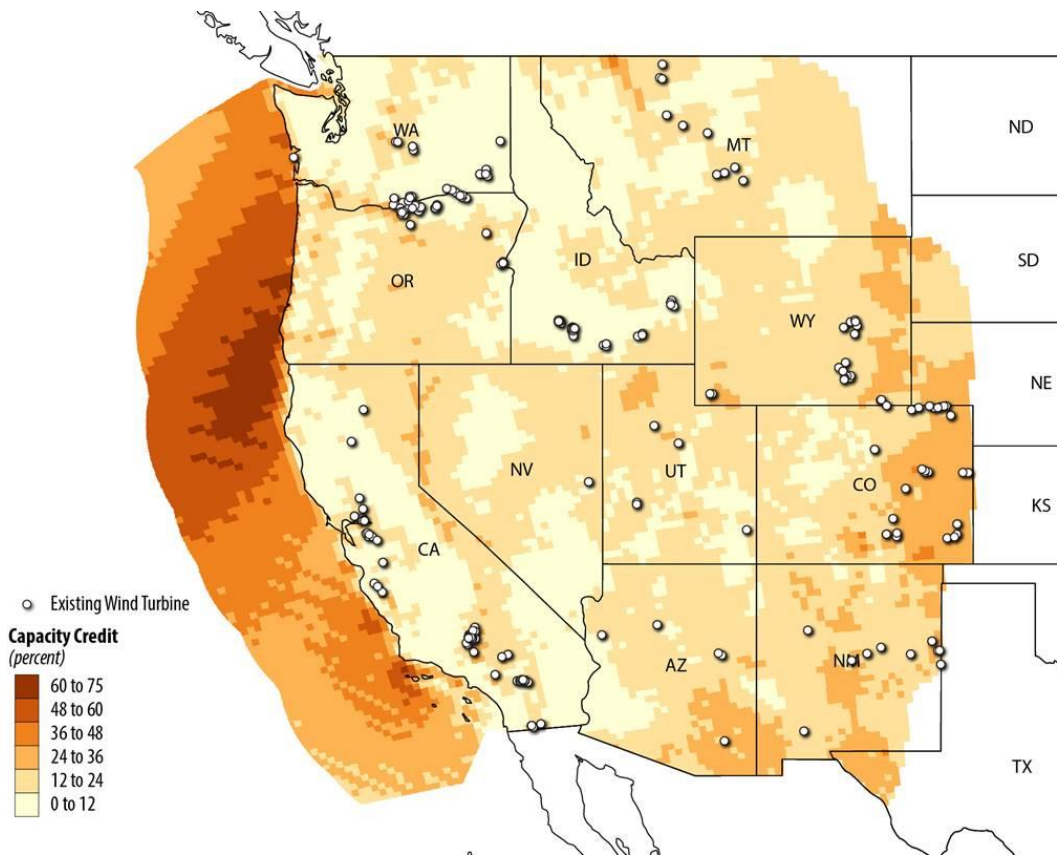 WA
MT
ND
OR
ID
SD
WY
NE
NV
UT
CO
KS
CA
AZ
NM
TX
Existing Wind Turbine
Capacity Credit
(percent)
60 to 75
48 to 60
36 to 48
24 to 36
12 to 24
0 to 12